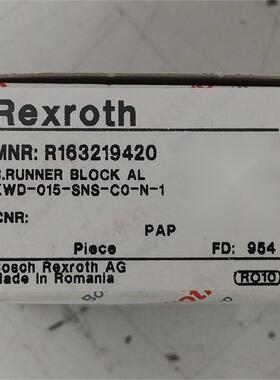 Rexroth
MNR: R163219420
.RUNNER BLOCK AL
KWD-015-SNS-C0-N-1
CNR:
PAP
Piece FD: 954
Bosch Rexroth AG
Made in Romania
RO10